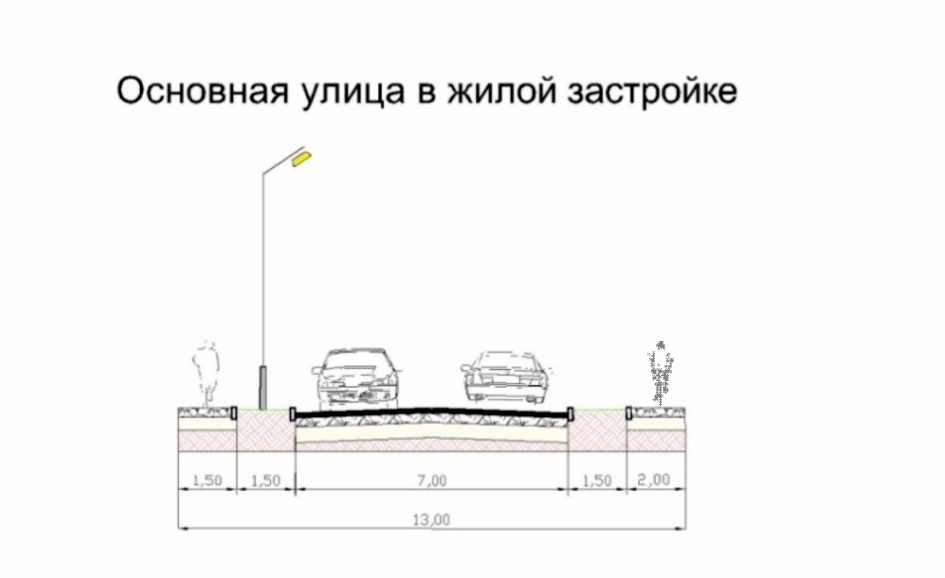 Основная улица в жилой застройке
1,50 1,50 7,00 1,50 2,00
13,00